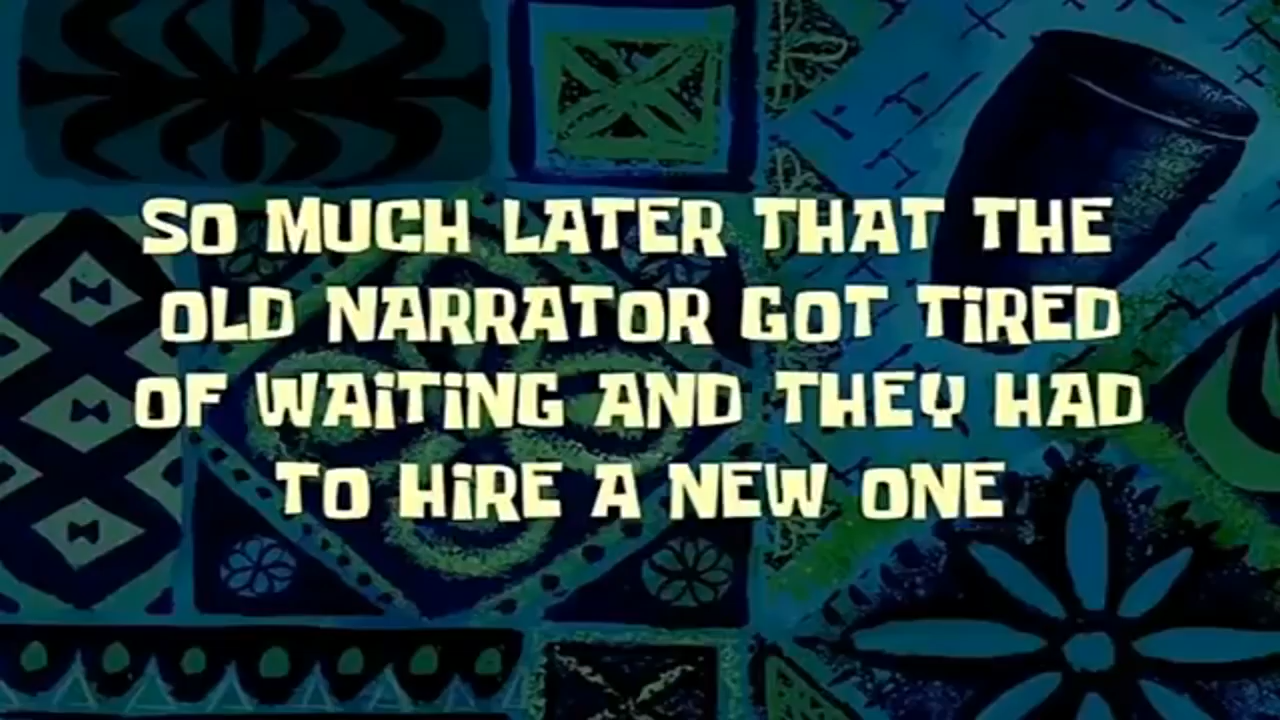 SO MUCH LATER THAT THE
OLD NARRATOR GOT TIRED
OF WAITING AND THEY HAD
TO HIRE A NEW ONE